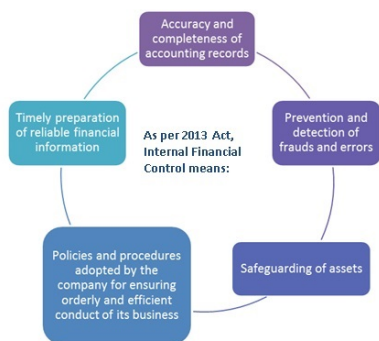 Accuracy and
completeness of
accounting records
Timely preparation
of reliable financial
information
As per 2013 Act,
Internal Financial
Control means:
Prevention and
detection of
frauds and errors
Policies and procedures
adopted by the
company for ensuring
orderly and efficient
conduct of its business
Safeguarding of assets